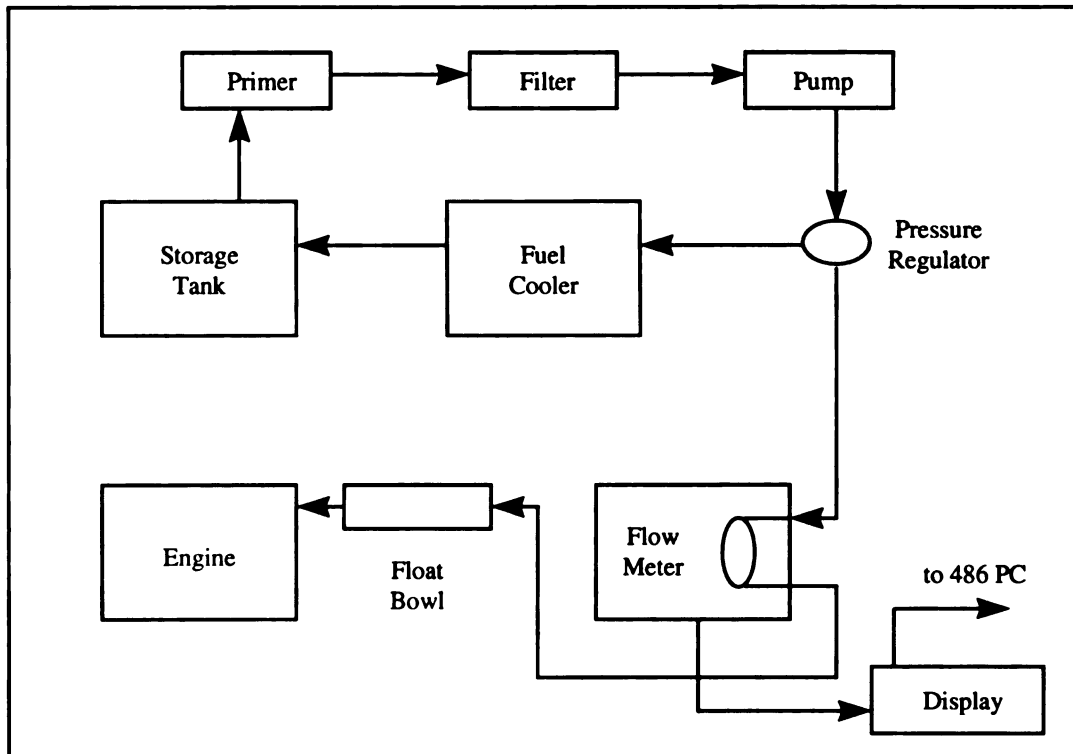 Primer
Filter
Pump
Storage
Tank
Fuel
Cooler
Pressure
Regulator
Engine
Float
Bowl
Flow
Meter
to 486 PC
Display